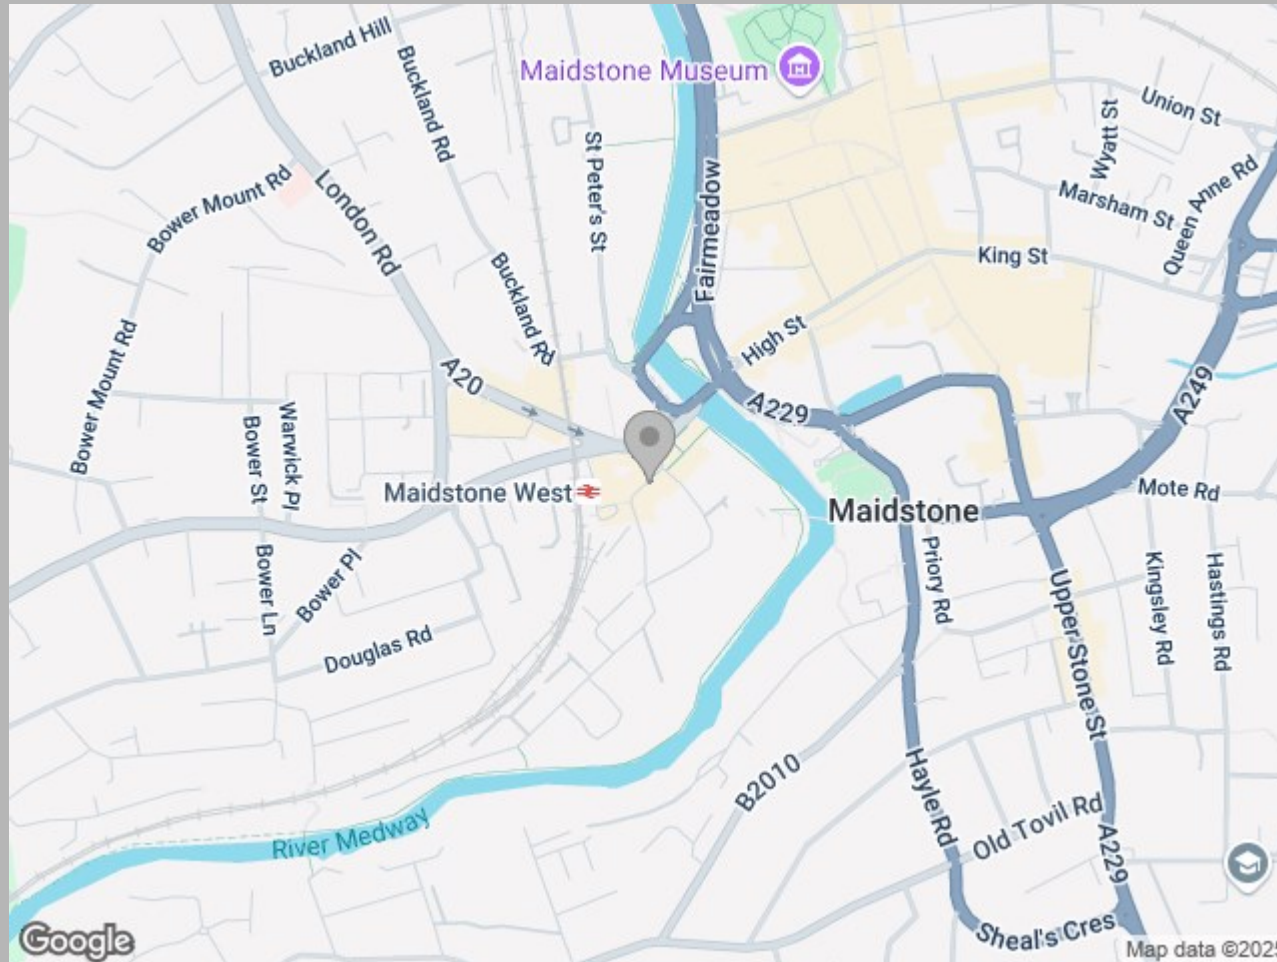 Buckland Hill
Buckland Rd
Maidstone Museum
Union St
Wyatt St
St Peter's St
Fairmeadow
Bower Mount Rd
London Rd
Marsham St
Queen Anne Rd
King St
Buckland Rd
High St
Bower Mount Rd
A20
A229
A249
Warwick Pl
Bower St
Maidstone West
Maidstone
Mote Rd
Bower Ln
Bower Pl
Priory Rd
Kingsley Rd
Hastings Rd
Upper Stone St
Douglas Rd
B2010
Hayle Rd
Old Tovil Rd
River Medway
A229
Sheal's Cres
Google
Map data ©2025